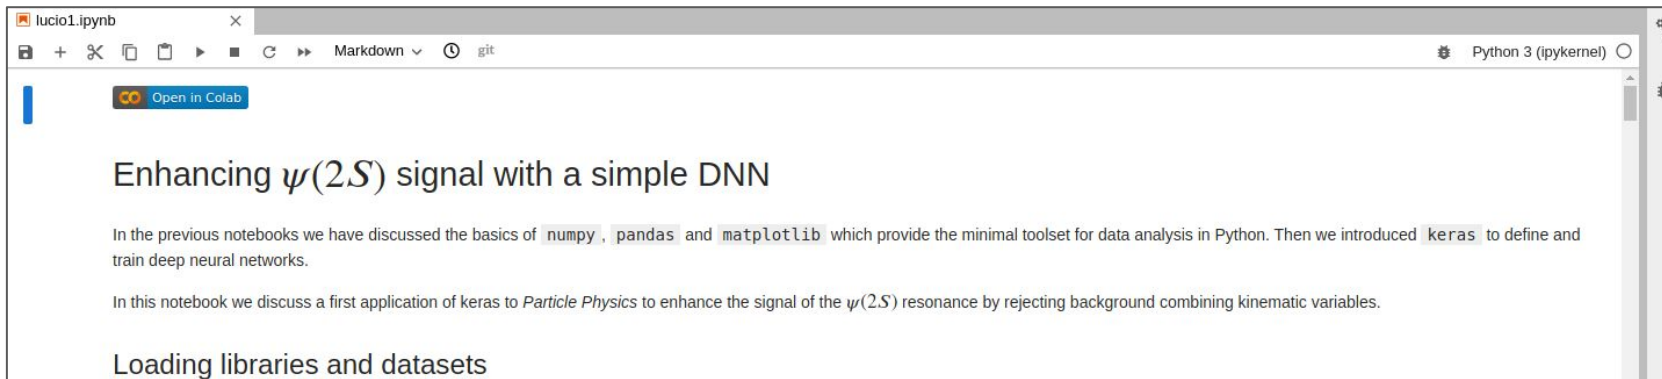 lucio1.ipynb
Markdown git Python 3 (ipykernel)
Open in Colab
Enhancing ψ(2S) signal with a simple DNN
In the previous notebooks we have discussed the basics of numpy , pandas and matplotlib which provide the minimal toolset for data analysis in Python. Then we introduced keras to define and
train deep neural networks.
In this notebook we discuss a first application of keras to Particle Physics to enhance the signal of the ψ(2S) resonance by rejecting background combining kinematic variables.
Loading libraries and datasets